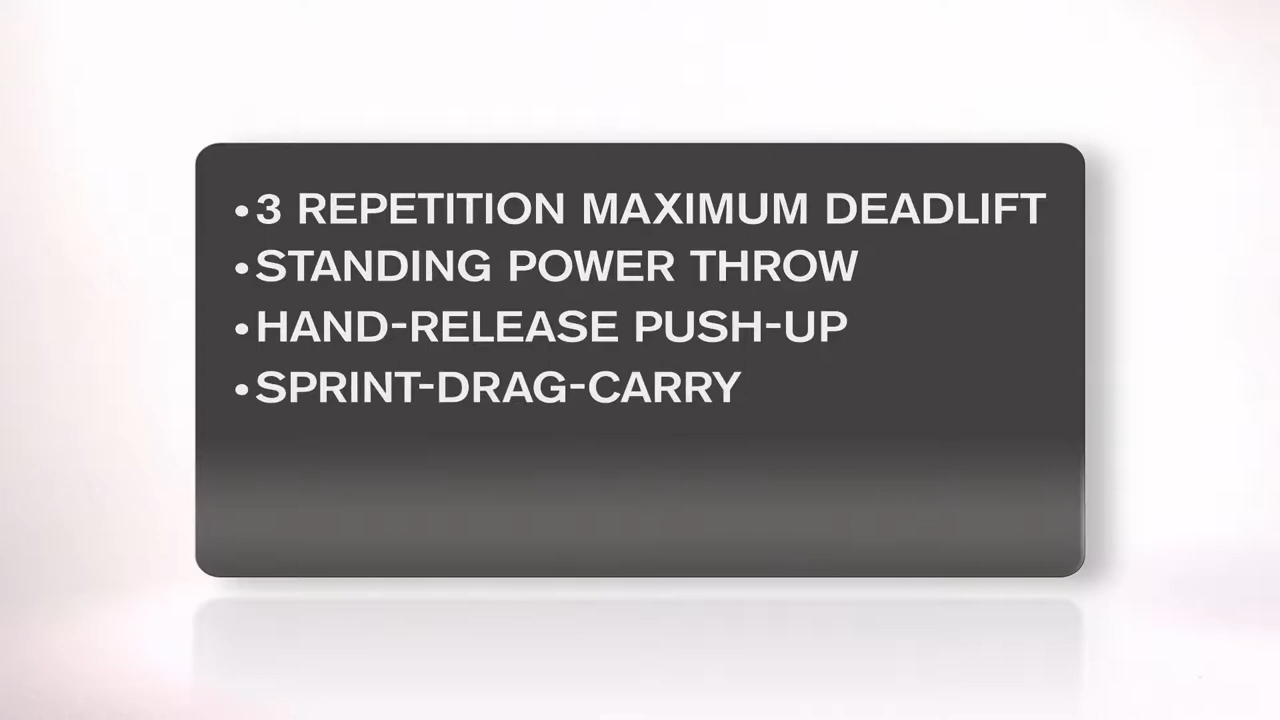 •3 REPETITION MAXIMUM DEADLIFT
•STANDING POWER THROW
•HAND-RELEASE PUSH-UP
•SPRINT-DRAG-CARRY